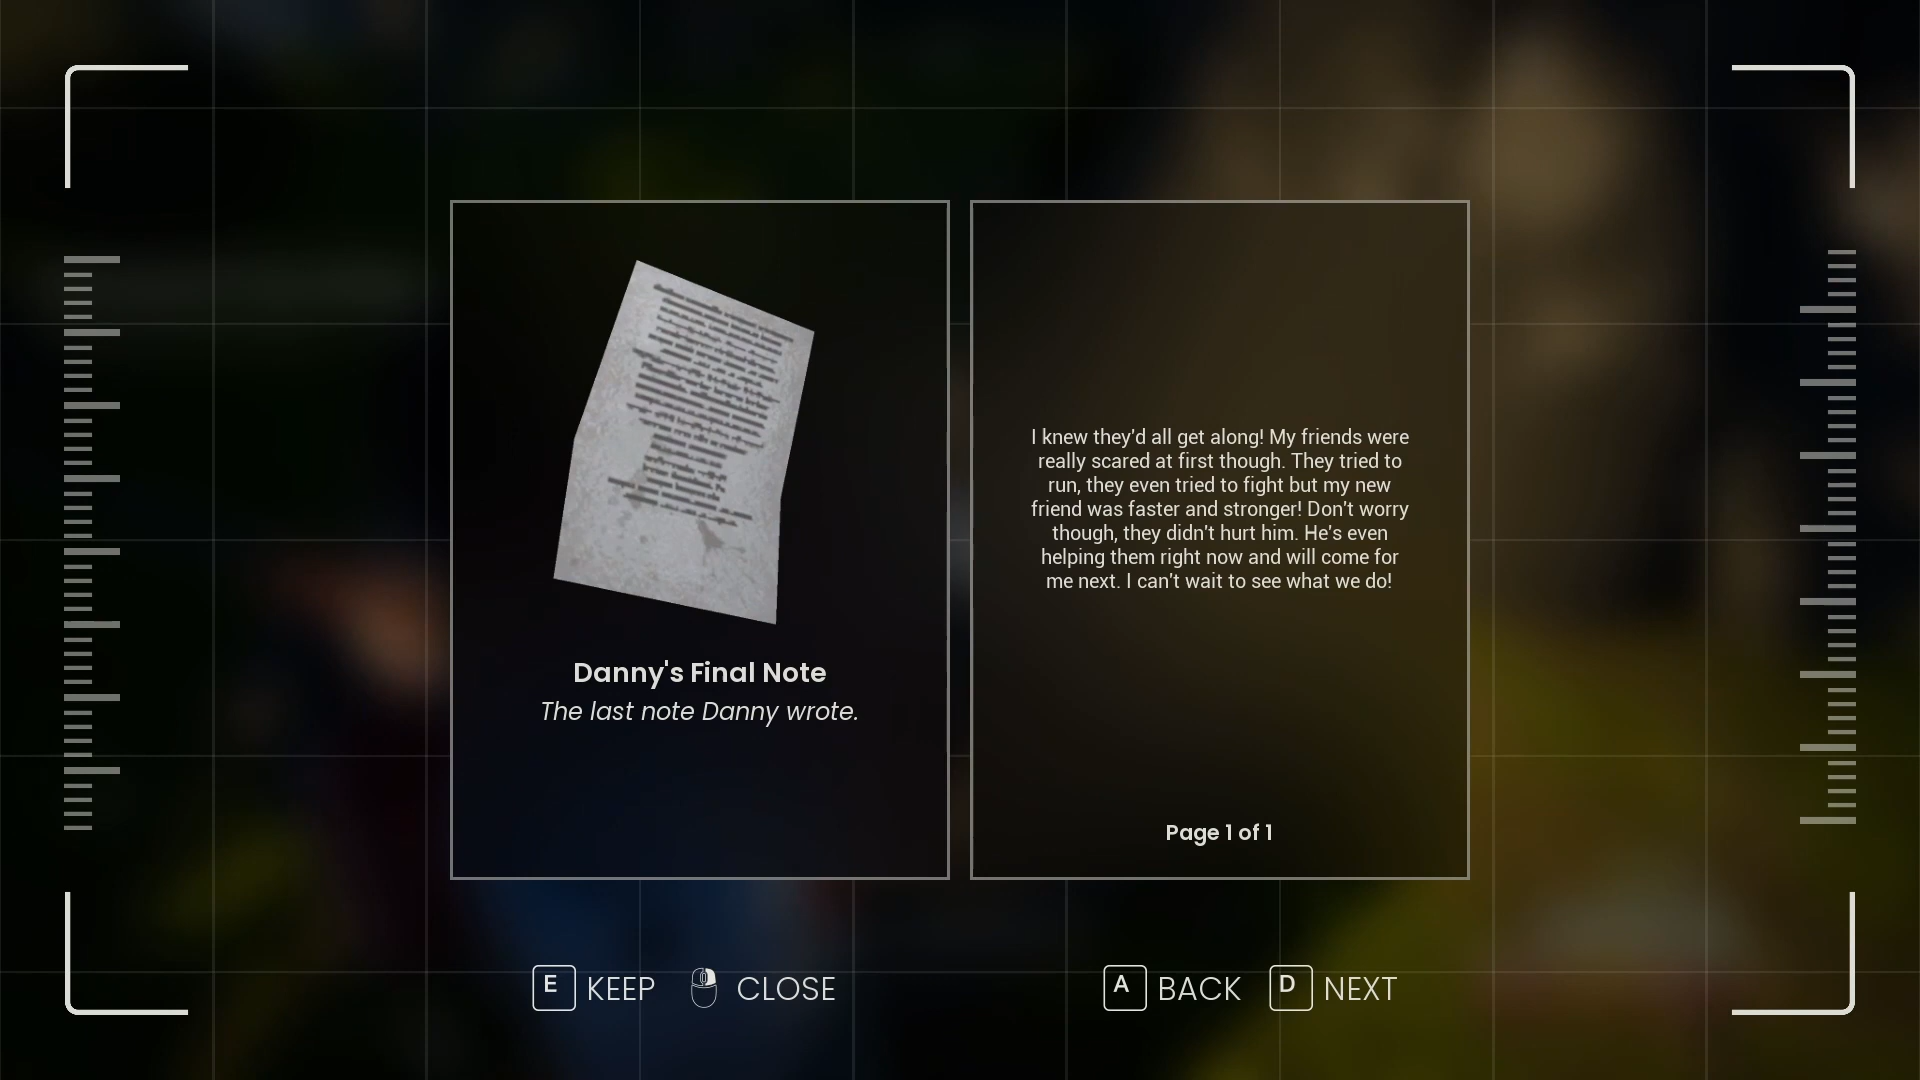 Danny's Final Note
The last note Danny wrote.
I knew they'd all get along! My friends were
really scared at first though. They tried to
run, they even tried to fight but my new
friend was faster and stronger! Don't worry
though, they didn't hurt him. He's even
helping them right now and will come for
me next. I can't wait to see what we do!
Page 1 of 1
E KEEP CLOSE A BACK D NEXT